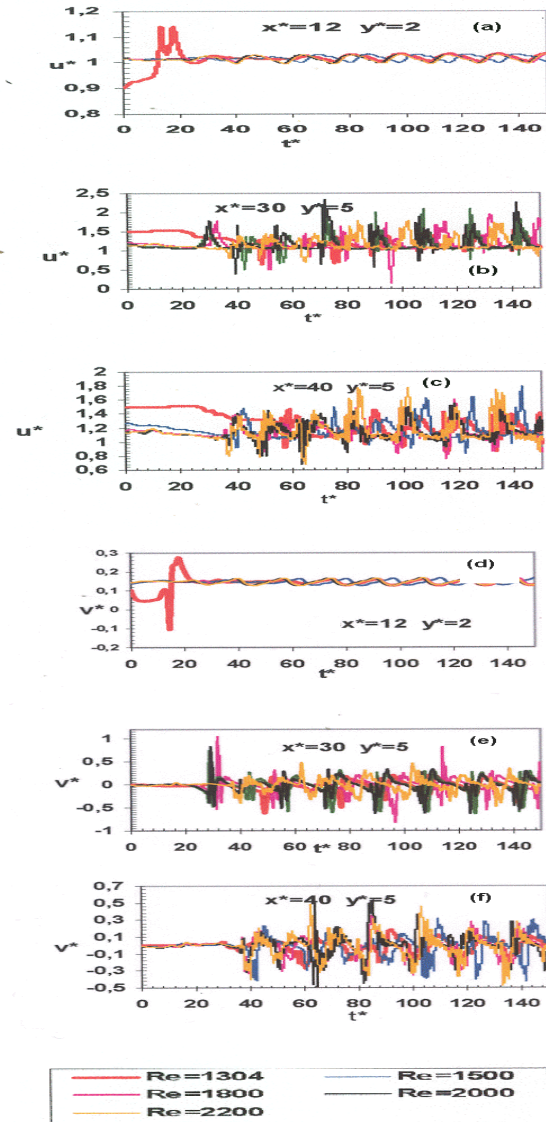 1,2
1,1
1
0,9
0,8
u*
x*=12 y*=2 (a)
0 20 40 60 80 100 120 140
t*
2,5
2
1,5
1
0,5
0
u*
x*=30 y*=5
(b)
0 20 40 60 80 100 120 140
t*
2
1,8
1,6
1,4
1,2
1
0,8
0,6
u*
x*=40 y*=5 (c)
0 20 40 60 80 100 120 140
t*
0,3
0,2
0,1
0
-0,1
-0,2
v*
(d)
x*=12 y*=2
0 20 40 60 80 100 120 140
1
0,5
0
-0,5
-1
v*
x*=30 y*=5 (e)
0 20 40 60 80 100 120 140
t*
0,7
0,5
0,3
0,1
-0,1
-0,3
-0,5
v*
x*=40 y*=5 (f)
0 20 40 60 80 100 120 140
t*
Re=1304 Re=1500
Re=1800 Re=2000
Re=2200